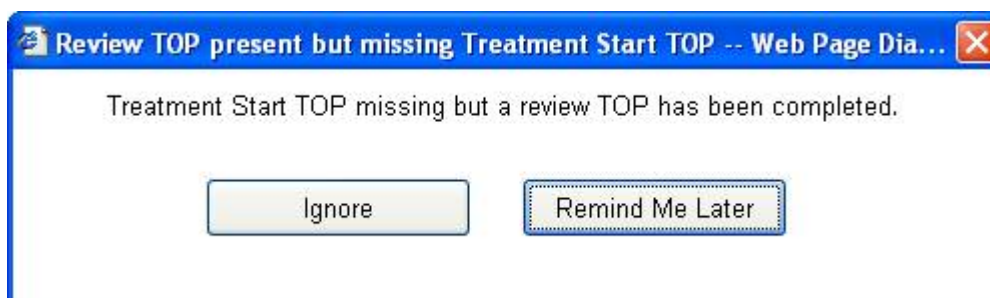 Review TOP present but missing Treatment Start TOP -- Web Page Dia...
Treatment Start TOP missing but a review TOP has been completed.
Ignore Remind Me Later